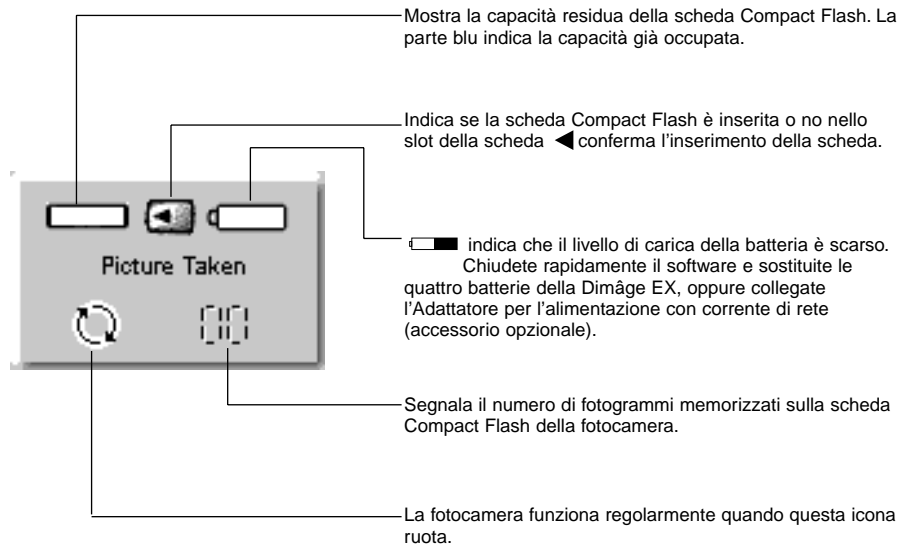 Mostra la capacità residua della scheda Compact Flash. La
parte blu indica la capacità già occupata.
Indica se la scheda Compact Flash è inserita o no nello
slot della scheda ◀ conferma l'inserimento della scheda.
indica che il livello di carica della batteria è scarso.
Chiudete rapidamente il software e sostituite le
quattro batterie della Dimâge EX, oppure collegate
l'Adattatore per l'alimentazione con corrente di rete
(accessorio opzionale).
Picture Taken
Segnala il numero di fotogrammi memorizzati sulla scheda
Compact Flash della fotocamera.
La fotocamera funziona regolarmente quando questa icona
ruota.